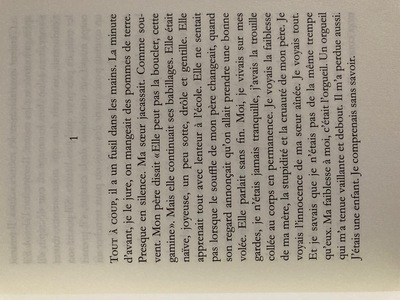 1
TOUT À COUP, il a un fusil dans les mains. La minute
d'avant, je le jure, on mangeait des pommes de terre.
Presque en silence. Ma sœur jacassait. Comme sou-
vent. Mon père disait «Elle peut pas la boucler, cette
gamine». Mais elle continuait ses babillages. Elle était
naïve, joyeuse, un peu sotte, drôle et gentille. Elle
apprenait tout avec lenteur à l'école. Elle ne sentait
pas lorsque le souffle de mon père changeait, quand
son regard annonçait qu'on allait prendre une bonne
volée. Elle parlait sans fin. Moi, je vivais sur mes
gardes, je n'étais jamais tranquille, j'avais la trouille
collée au corps en permanence. Je voyais la faiblesse
de ma mère, la stupidité et la cruauté de mon père. Je
voyais l'innocence de ma sœur aînée. Je voyais tout.
Et je savais que je n'étais pas de la même trempe
qu'eux. Ma faiblesse à moi, c'était l'orgueil. Un orgueil
qui m'a tenue vaillante et debout. Il m'a perdue aussi.
J'étais une enfant. Je comprenais sans savoir.